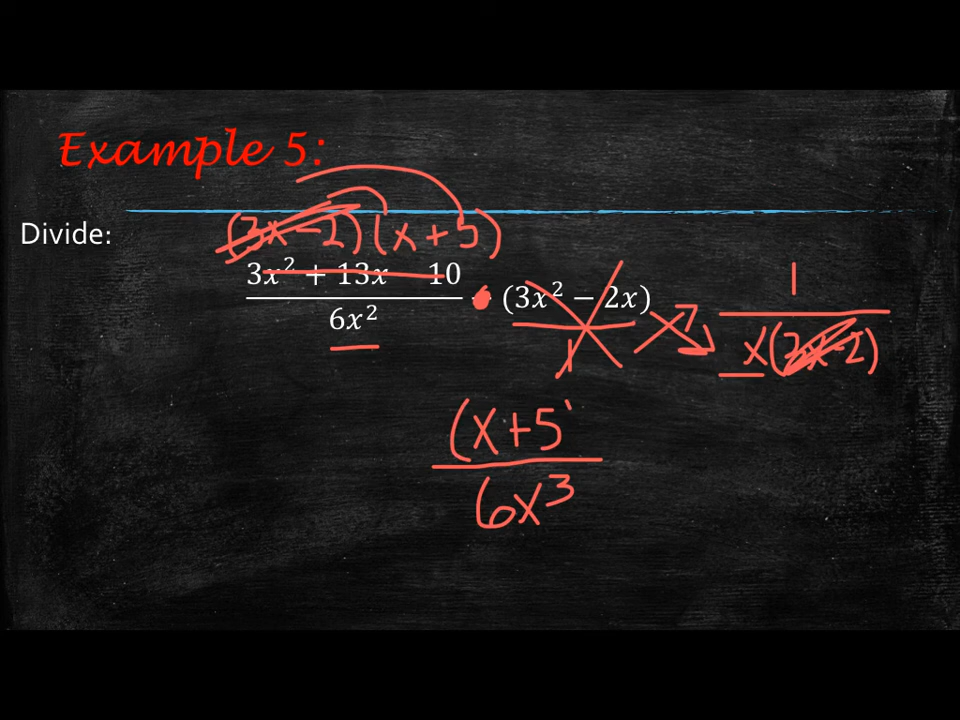 Example 5:
Divide:
(3x-2)(x+5)
3x² + 13x 10
6x²
(3x² − 2x)
1
1
x(3x-2)
(x+5
6x³